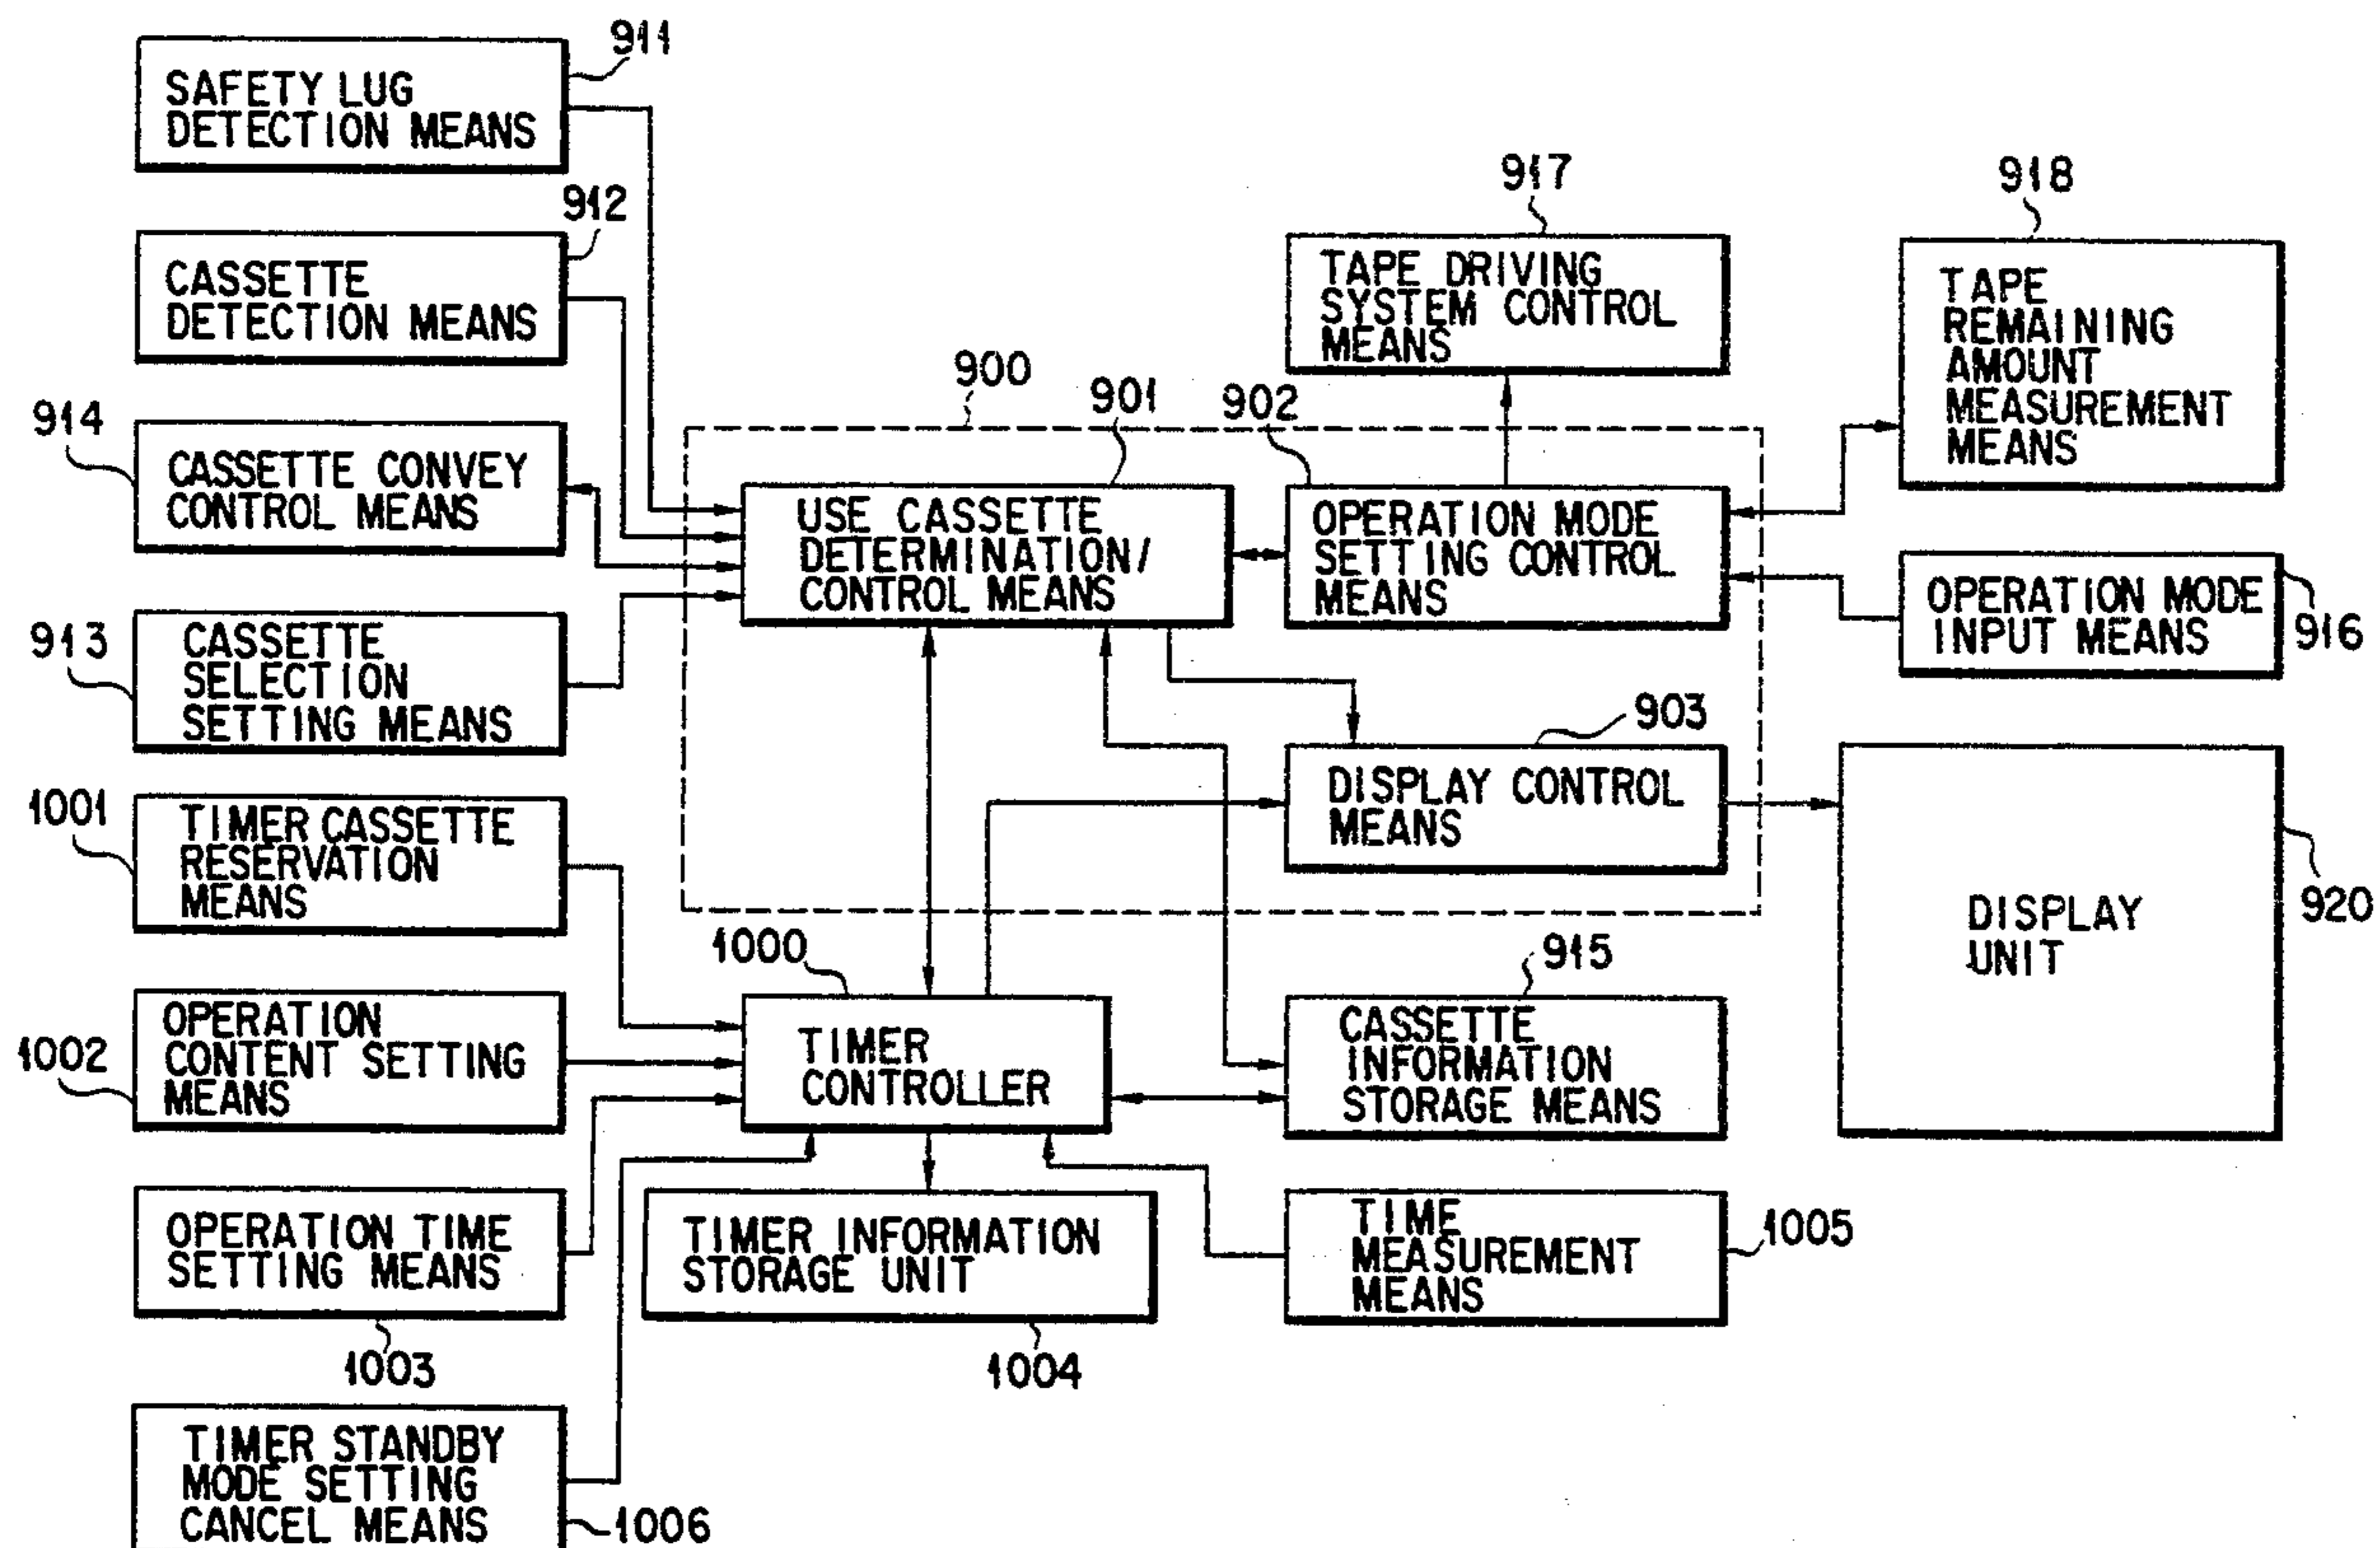 911
SAFETY LUG
DETECTION MEANS
912
CASSETTE
DETECTION MEANS
914
CASSETTE CONVEY
CONTROL MEANS
913
CASSETTE
SELECTION
SETTING MEANS
1001
TIMER CASSETTE
RESERVATION
MEANS
1002
OPERATION
CONTENT SETTING
MEANS
OPERATION TIME
SETTING MEANS
1003
TIMER STANDBY
MODE SETTING
CANCEL MEANS
1006
900
901
USE CASSETTE
DETERMINATION/
CONTROL MEANS
902
OPERATION MODE
SETTING CONTROL
MEANS
917
TAPE DRIVING
SYSTEM CONTROL
MEANS
918
TAPE
REMAINING
AMOUNT
MEASUREMENT
MEANS
OPERATION MODE
INPUT MEANS
916
903
DISPLAY CONTROL
MEANS
DISPLAY
UNIT
920
1000
TIMER
CONTROLLER
915
CASSETTE
INFORMATION
STORAGE MEANS
TIMER INFORMATION
STORAGE UNIT
1004
TIME
MEASUREMENT
MEANS
1005